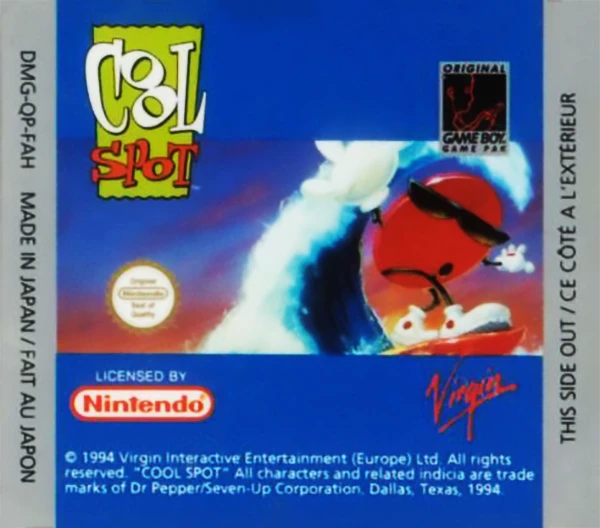 COOL
SPOT
ORIGINAL
GAME BOY
GAME PAK
DMG-QP-FAH MADE IN JAPAN / FAIT AU JAPON
THIS SIDE OUT / CE CÔTÉ A L'EXTÉRIEUR
Original
Nintendo
Seal of
Quality
LICENSED BY
Nintendo
Virgin
© 1994 Virgin Interactive Entertainment (Europe) Ltd. All rights
reserved. "COOL SPOT" All characters and related indicia are trade
marks of Dr Pepper/Seven-Up Corporation, Dallas, Texas, 1994.